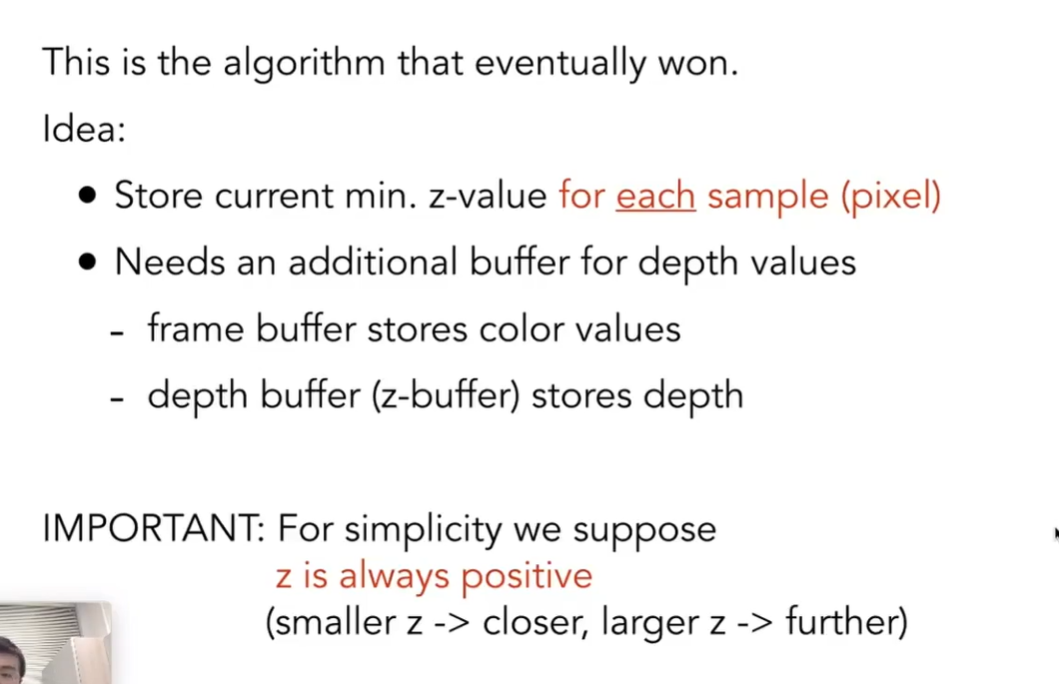 This is the algorithm that eventually won.
Idea:
● Store current min. z-value for each sample (pixel)
● Needs an additional buffer for depth values
- frame buffer stores color values
- depth buffer (z-buffer) stores depth
IMPORTANT: For simplicity we suppose
z is always positive
(smaller z -> closer, larger z -> further)